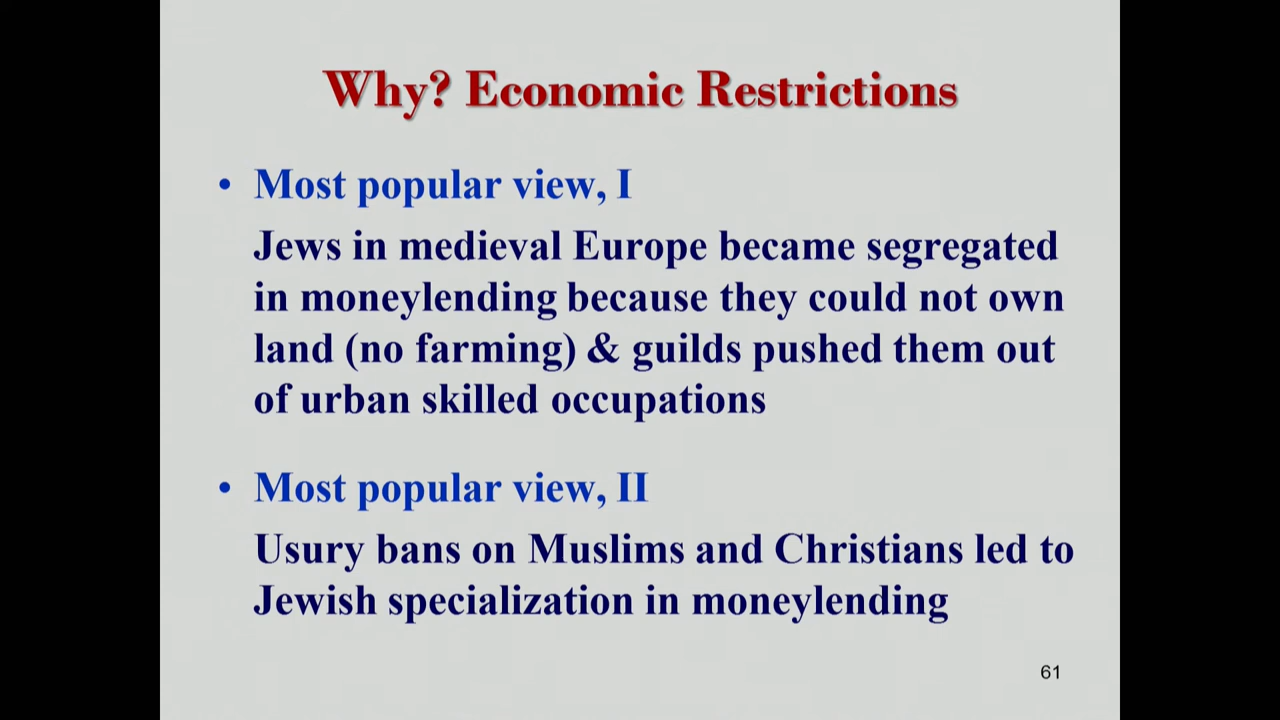 Why? Economic Restrictions
• Most popular view, I
Jews in medieval Europe became segregated
in moneylending because they could not own
land (no farming) & guilds pushed them out
of urban skilled occupations
• Most popular view, II
Usury bans on Muslims and Christians led to
Jewish specialization in moneylending
61